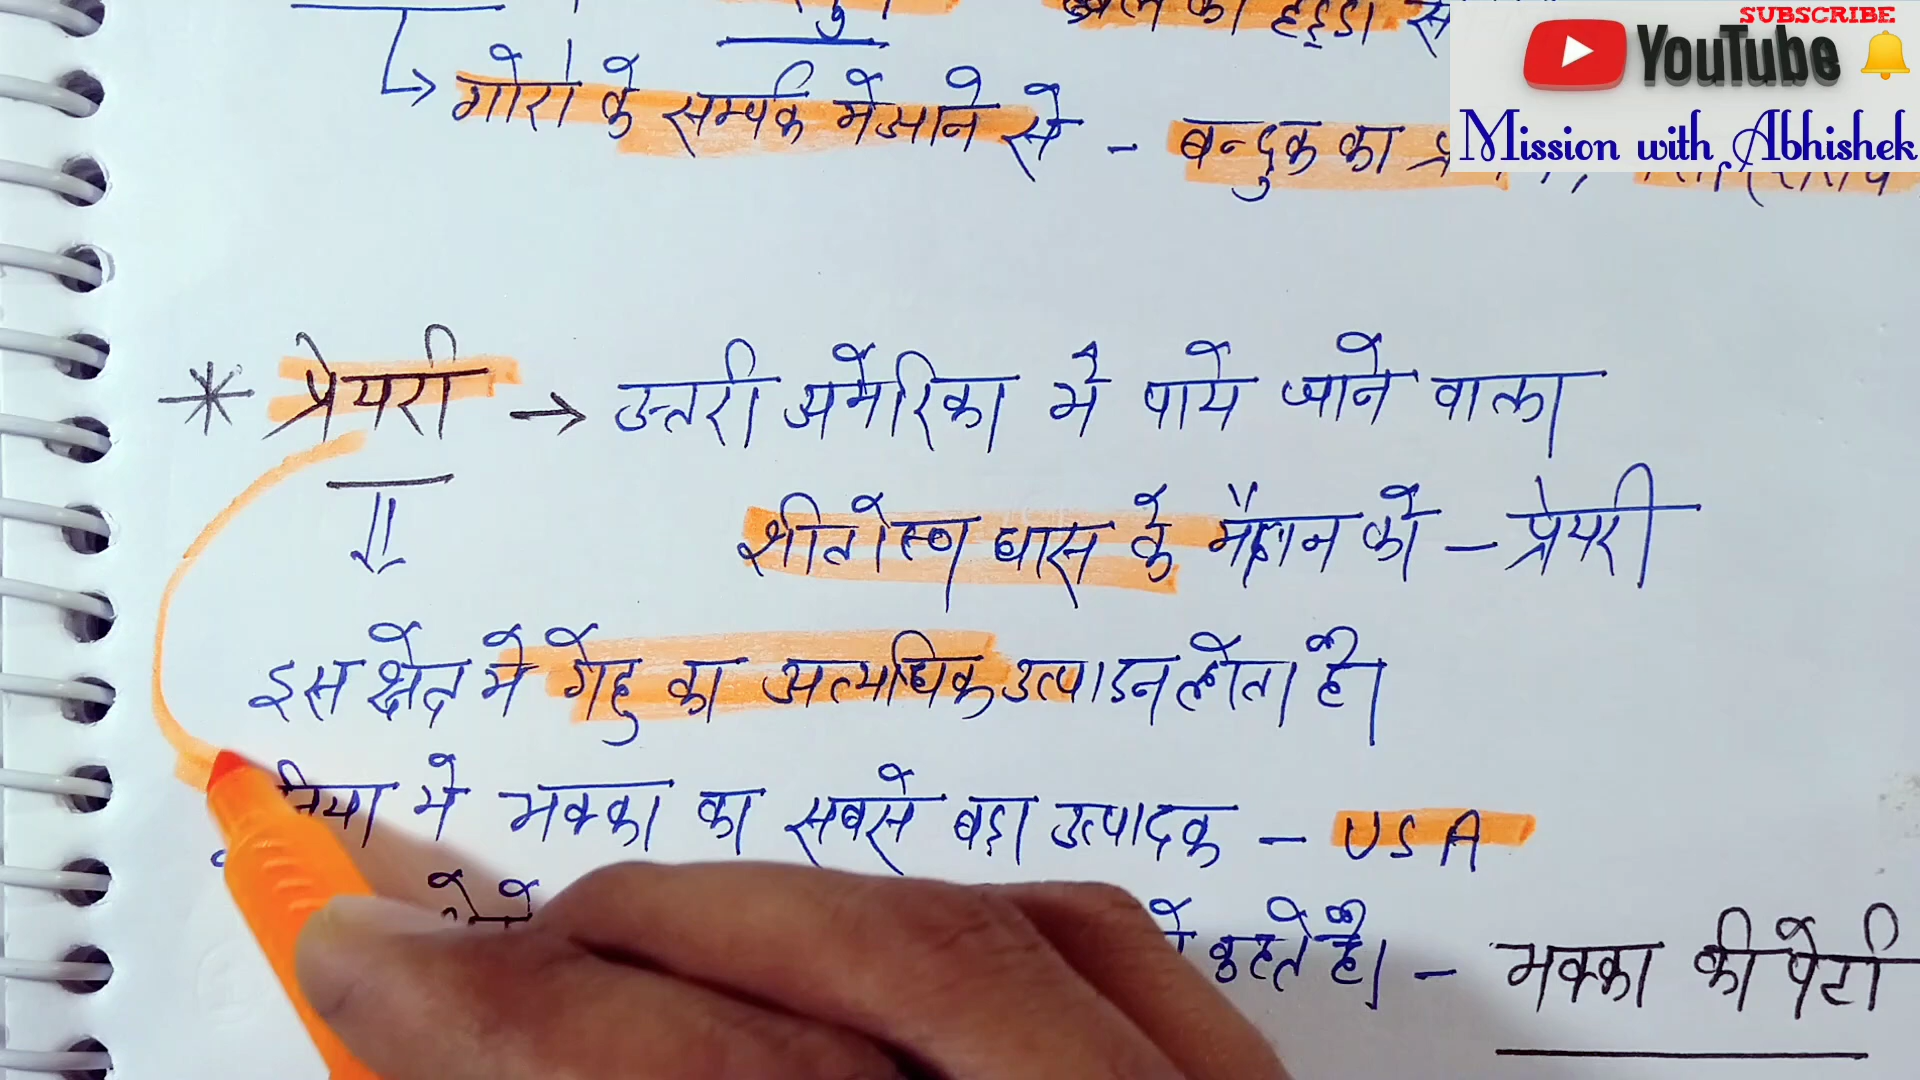 का हड्डी से
SUBSCRIBE
YouTube
Mission with Abhishek
गोरों के सम्पर्क में आने से - बन्दुक का
* प्रेयरी → उत्तरी अमेरिका में पाये जाने वाला
शीतोष्ण घास के मैदान को - प्रेयरी
इस क्षेत्र में गेहु का अत्यधिक उत्पादन होता है।
में मक्का का सबसे बड़ा उत्पादक - USA
कहते है। - मक्का की पेटी